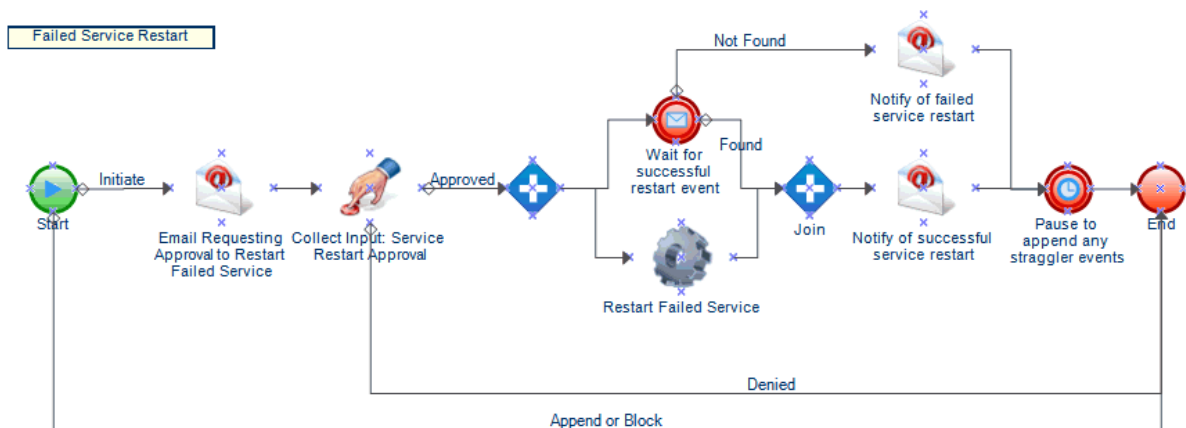 Failed Service Restart
Not Found
Notify of failed
service restart
Found
Wait for
successful
restart event
Initiate
Approved
Start
Email Requesting
Approval to Restart
Failed Service
Collect Input: Service
Restart Approval
Join
Notify of successful
service restart
Pause to
append any
straggler events
End
Restart Failed Service
Denied
Append or Block